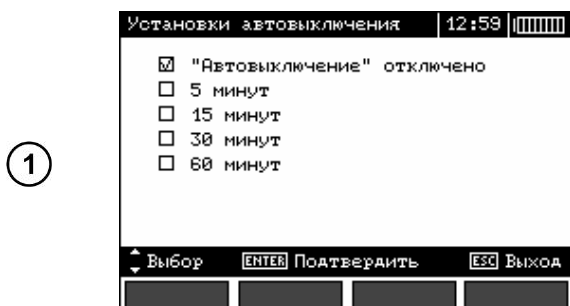 Установки автовыключения 12:59
"Автовыключение" отключено
5 минут
15 минут
30 минут
60 минут
1
Выбор ENTER Подтвердить ESC Выход